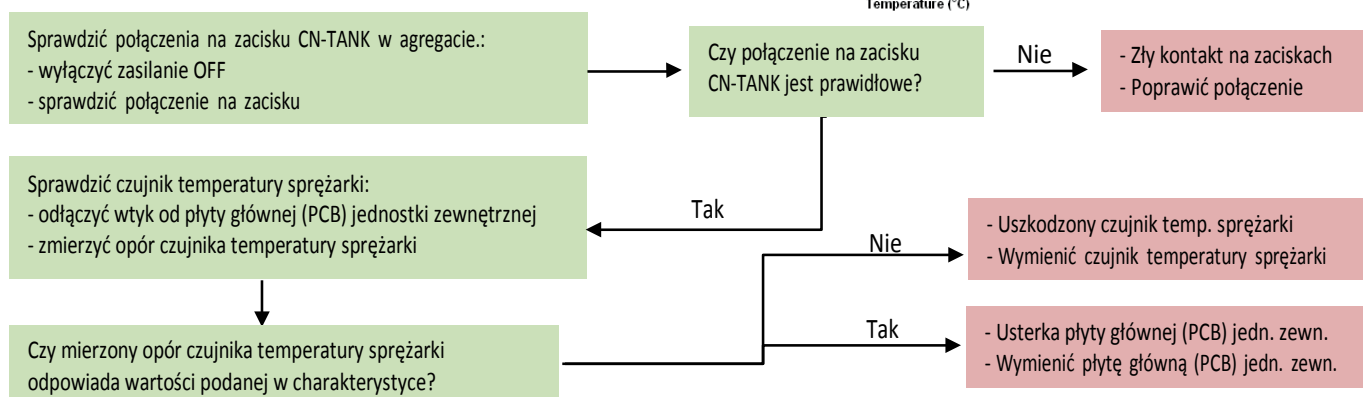 Temperature (°C)
Sprawdzić połączenia na zacisku CN-TANK w agregacie.:
- wyłączyć zasilanie OFF
- sprawdzić połączenie na zacisku
Czy połączenie na zacisku
CN-TANK jest prawidłowe?
Nie
- Zły kontakt na zaciskach
- Poprawić połączenie
Tak
Sprawdzić czujnik temperatury sprężarki:
- odłączyć wtyk od płyty głównej (PCB) jednostki zewnętrznej
- zmierzyć opór czujnika temperatury sprężarki
Czy mierzony opór czujnika temperatury sprężarki
odpowiada wartości podanej w charakterystyce?
Nie
- Uszkodzony czujnik temp. sprężarki
- Wymienić czujnik temperatury sprężarki
Tak
- Usterka płyty głównej (PCB) jedn. zewn.
- Wymienić płytę główną (PCB) jedn. zewn.